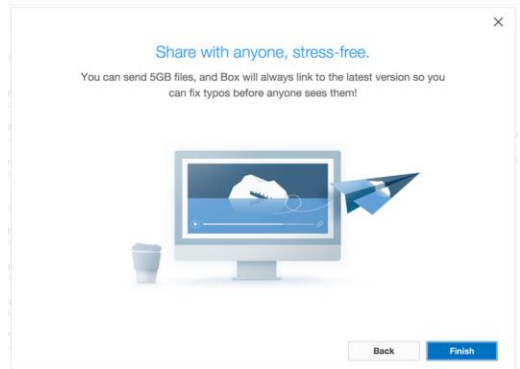 Share with anyone, stress-free.
You can send 5GB files, and Box will always link to the latest version so you
can fix typos before anyone sees them!
Back
Finish